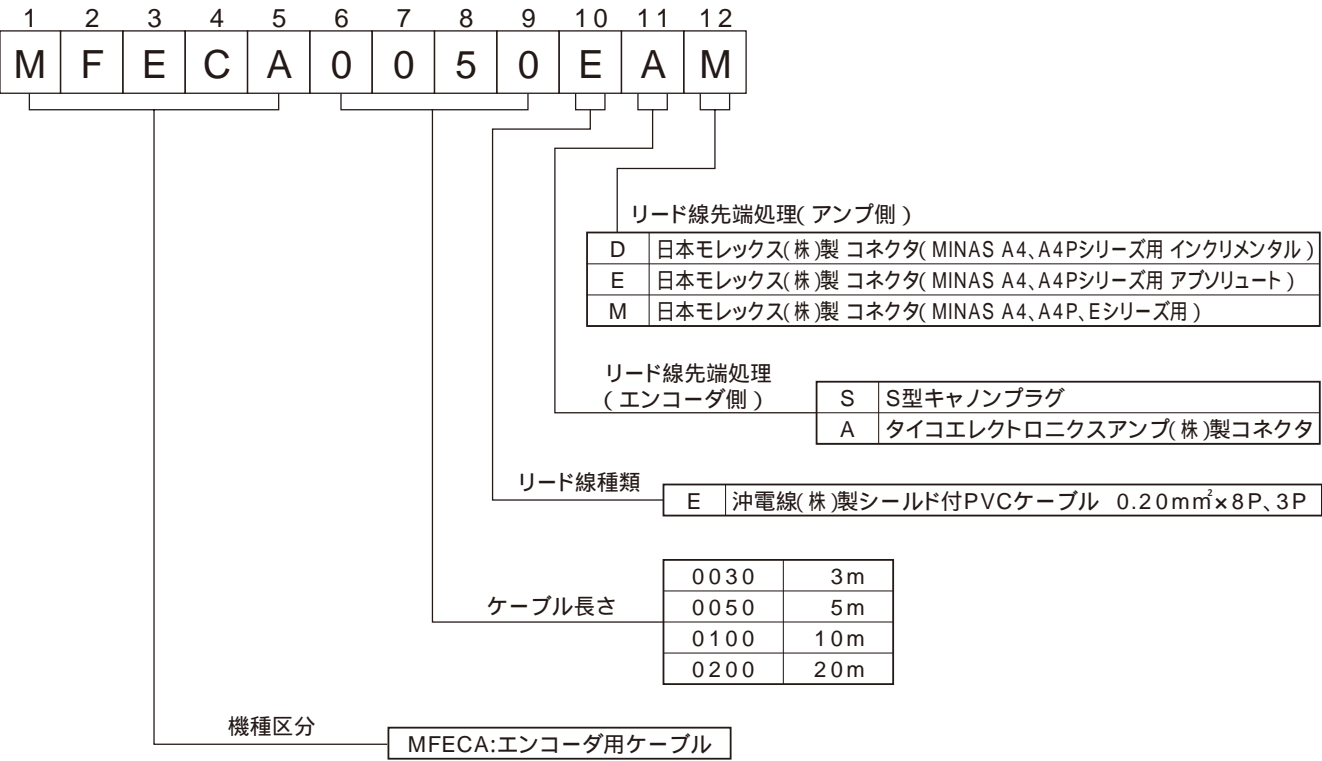 1 2 3 4 5 6 7 8 9 10 11 12
M F E C A 0 0 5 0 E A M
リード線先端処理(アンプ側)
D 日本モレックス(株)製 コネクタ(MINAS A4、A4Pシリーズ用 インクリメンタル)
E 日本モレックス(株)製 コネクタ(MINAS A4、A4Pシリーズ用 アブソリュート)
M 日本モレックス(株)製 コネクタ(MINAS A4、A4P、Eシリーズ用)
リード線先端処理
(エンコーダ側)
S S型キャノンプラグ
A タイコエレクトロニクスアンプ(株)製コネクタ
リード線種類
E 沖電線(株)製シールド付PVCケーブル 0.20mm²×8P、3P
ケーブル長さ
0030 3m
0050 5m
0100 10m
0200 20m
機種区分
MFECA:エンコーダ用ケーブル